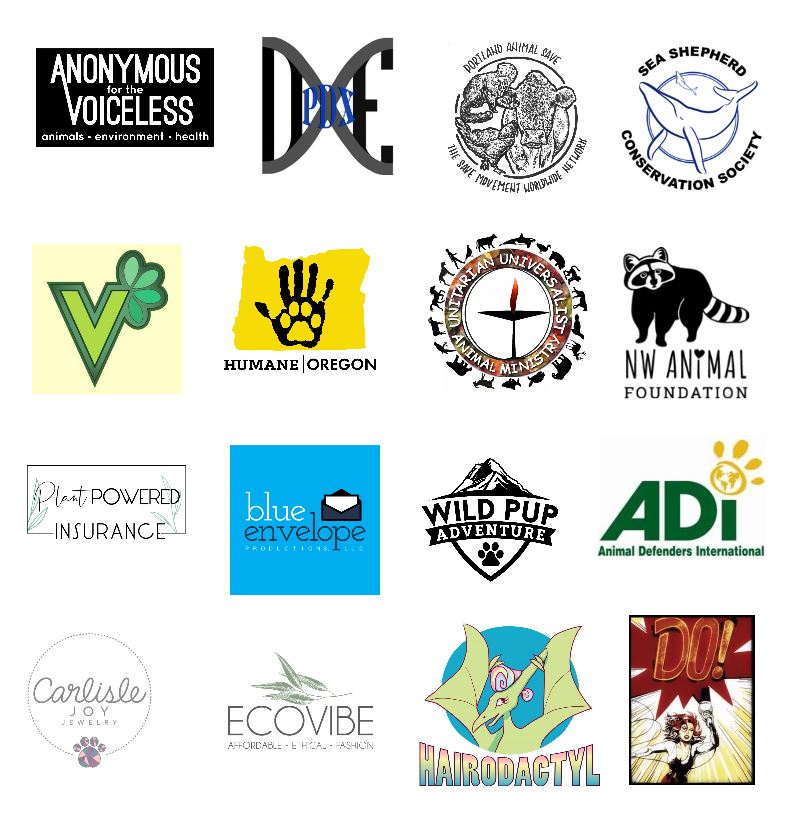 ANONYMOUS
for the
VOICELESS
animals • environment • health
DXE
PDX
PORTLAND ANIMAL SAVE
THE SAVE MOVEMENT WORLDWIDE NETWORK
SEA SHEPHERD
CONSERVATION SOCIETY
V
HUMANE | OREGON
UNITARIAN UNIVERSALIST
ANIMAL MINISTRY
NW ANiMAL
FOUNDATION
Plant POWERED
INSURANCE
blue
envelope
PRODUCTIONS, LLC
WILD PUP
ADVENTURE
ADi
Animal Defenders International
Carlisle
JOY
JEWELRY
ECOVIBE
AFFORDABLE • ETHICAL • FASHION
HAIRODACTYL
DO!